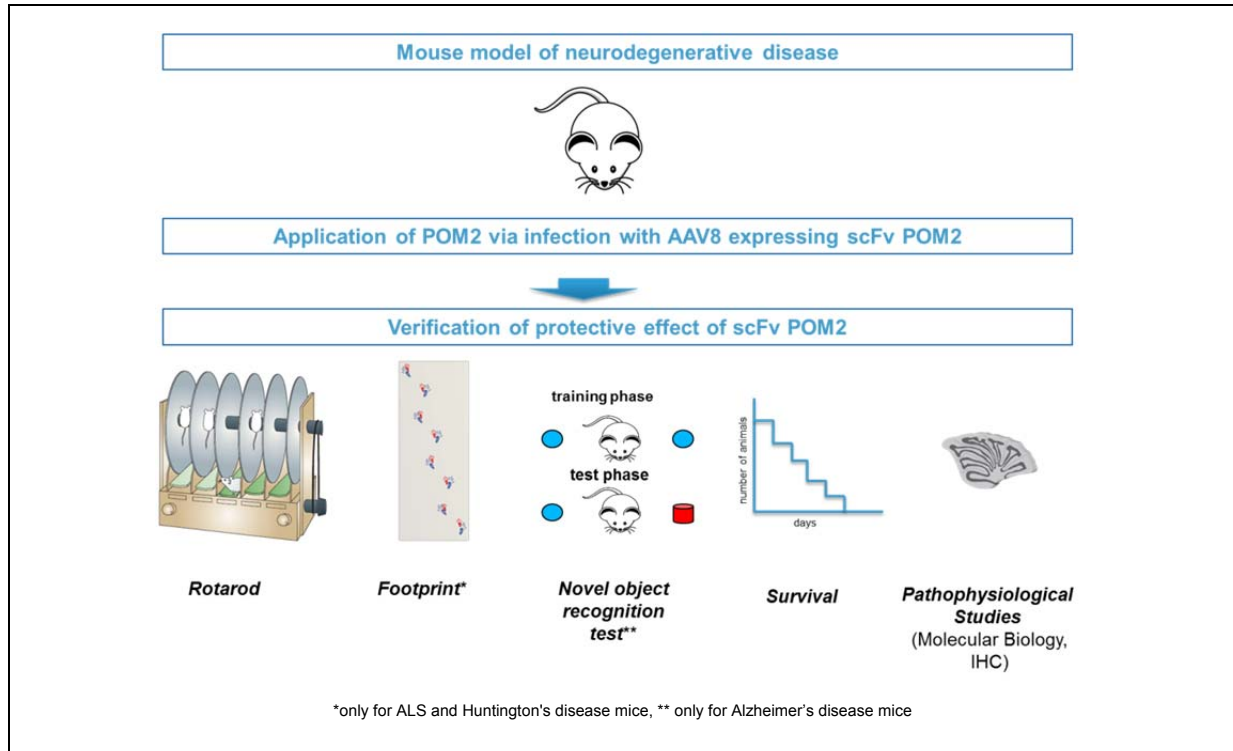 Mouse model of neurodegenerative disease
Application of POM2 via infection with AAV8 expressing scFv POM2
Verification of protective effect of scFv POM2
training phase
test phase
number of animals
days
Rotarod
Footprint*
Novel object
recognition
test**
Survival
Pathophysiological
Studies
(Molecular Biology,
IHC)
*only for ALS and Huntington's disease mice, ** only for Alzheimer’s disease mice